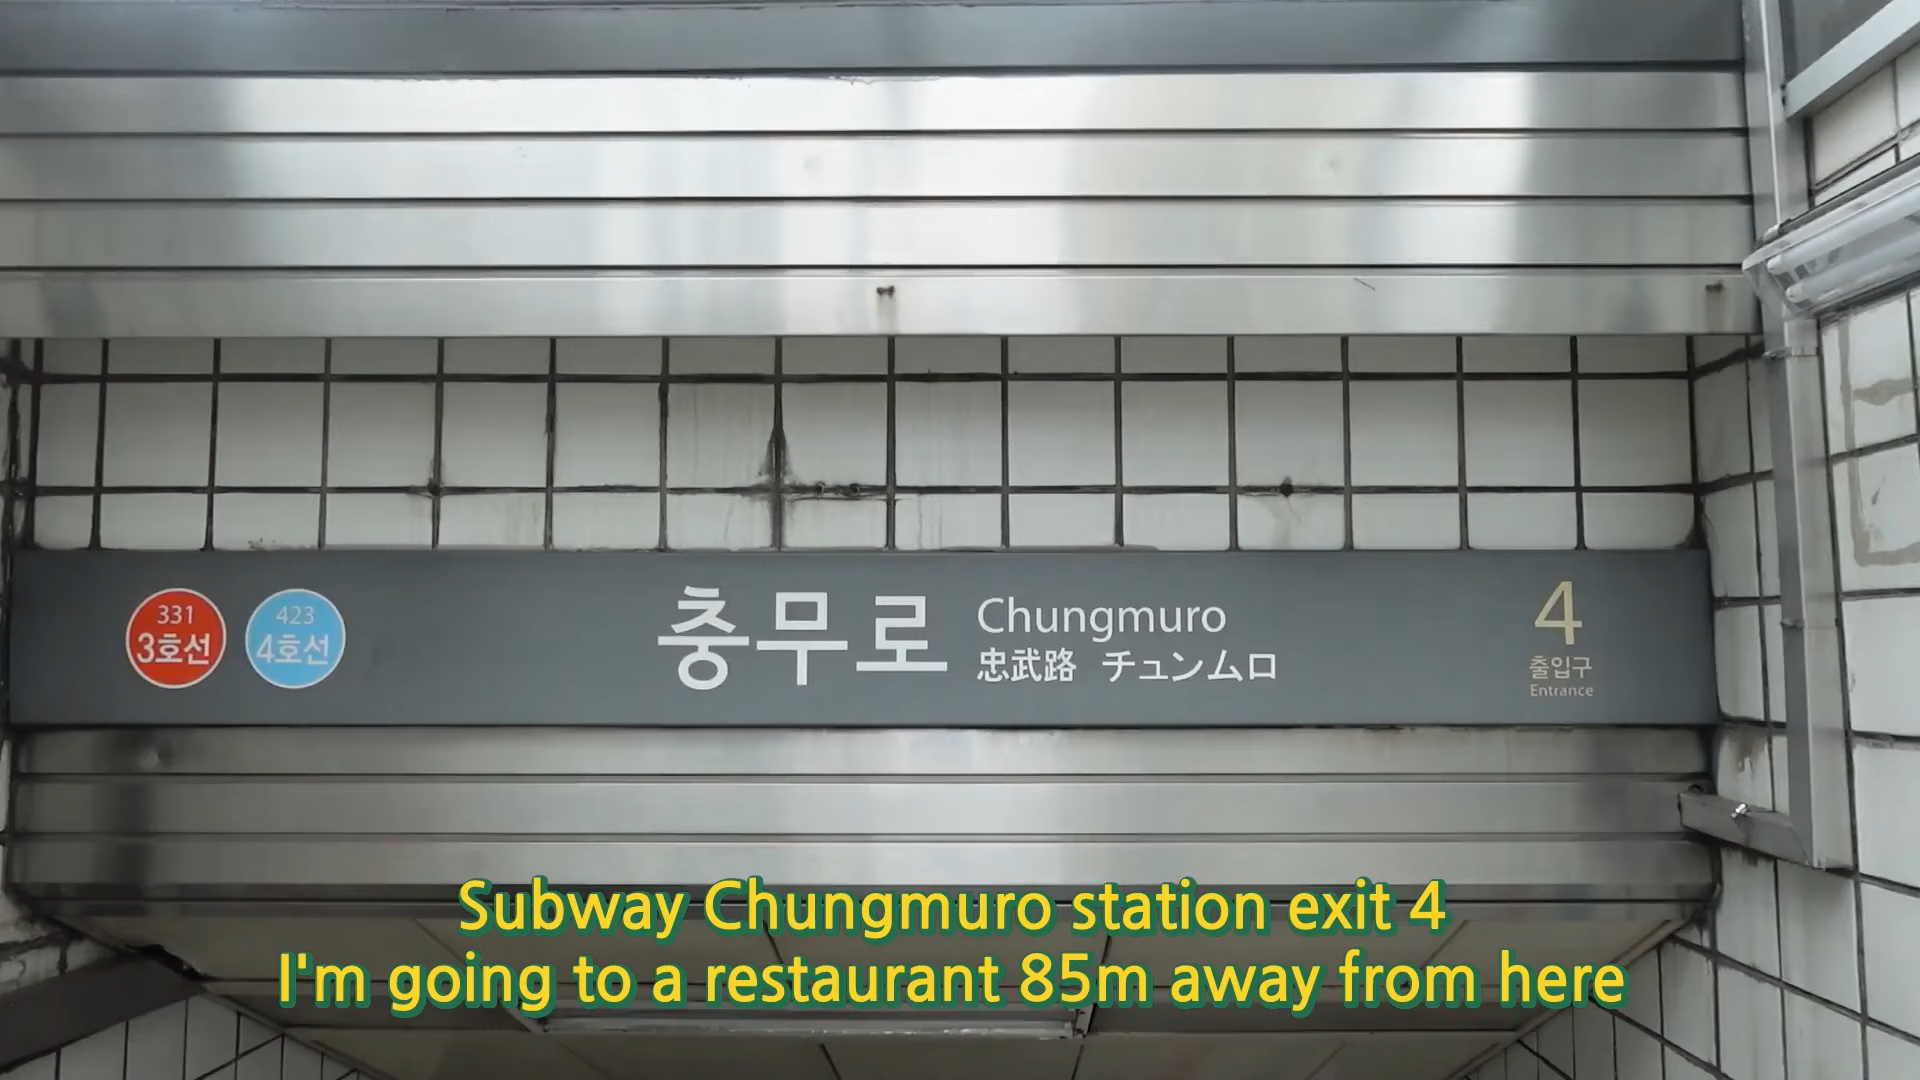 331
3호선
423
4호선
충무로
Chungmuro
忠武路 チュンムロ
4
출입구
Entrance
Subway Chungmuro station exit 4
I'm going to a restaurant 85m away from here